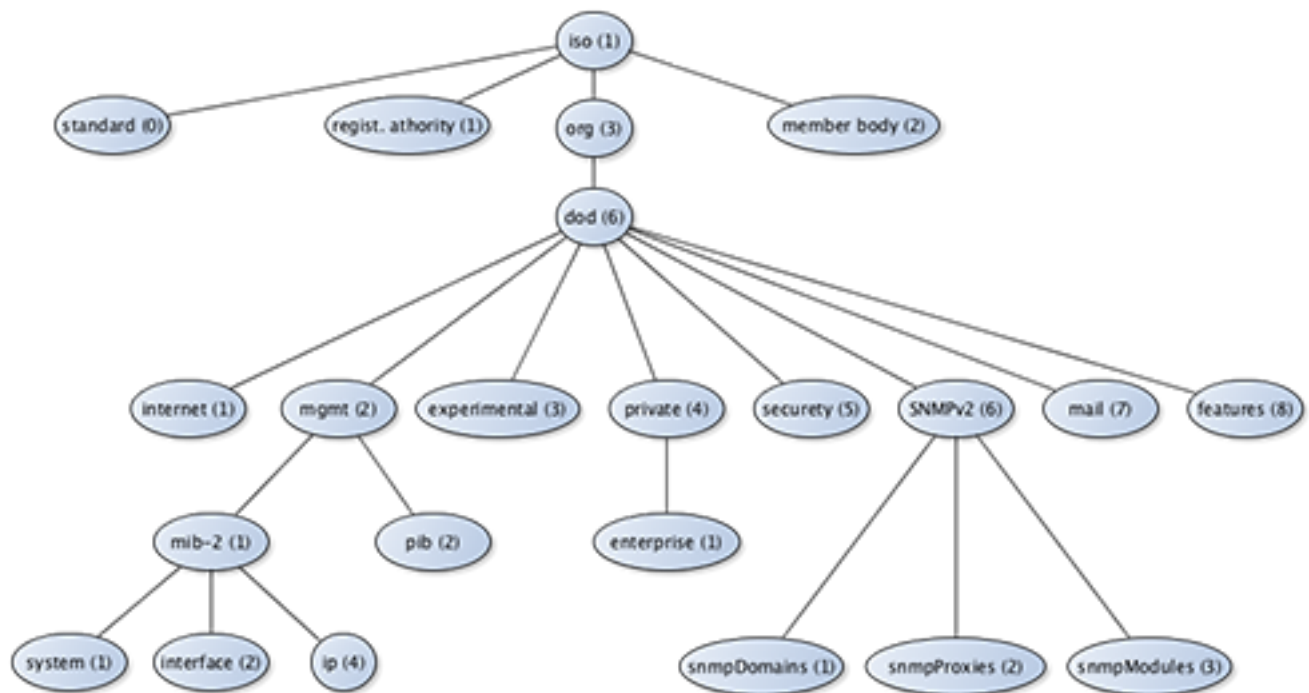 iso (1)
standard (0)
regist. athority (1)
org (3)
member body (2)
dod (6)
internet (1)
mgmt (2)
experimental (3)
private (4)
securety (5)
SNMPv2 (6)
mail (7)
features (8)
mib-2 (1)
pib (2)
enterprise (1)
system (1)
interface (2)
ip (4)
snmpDomains (1)
snmpProxies (2)
snmpModules (3)